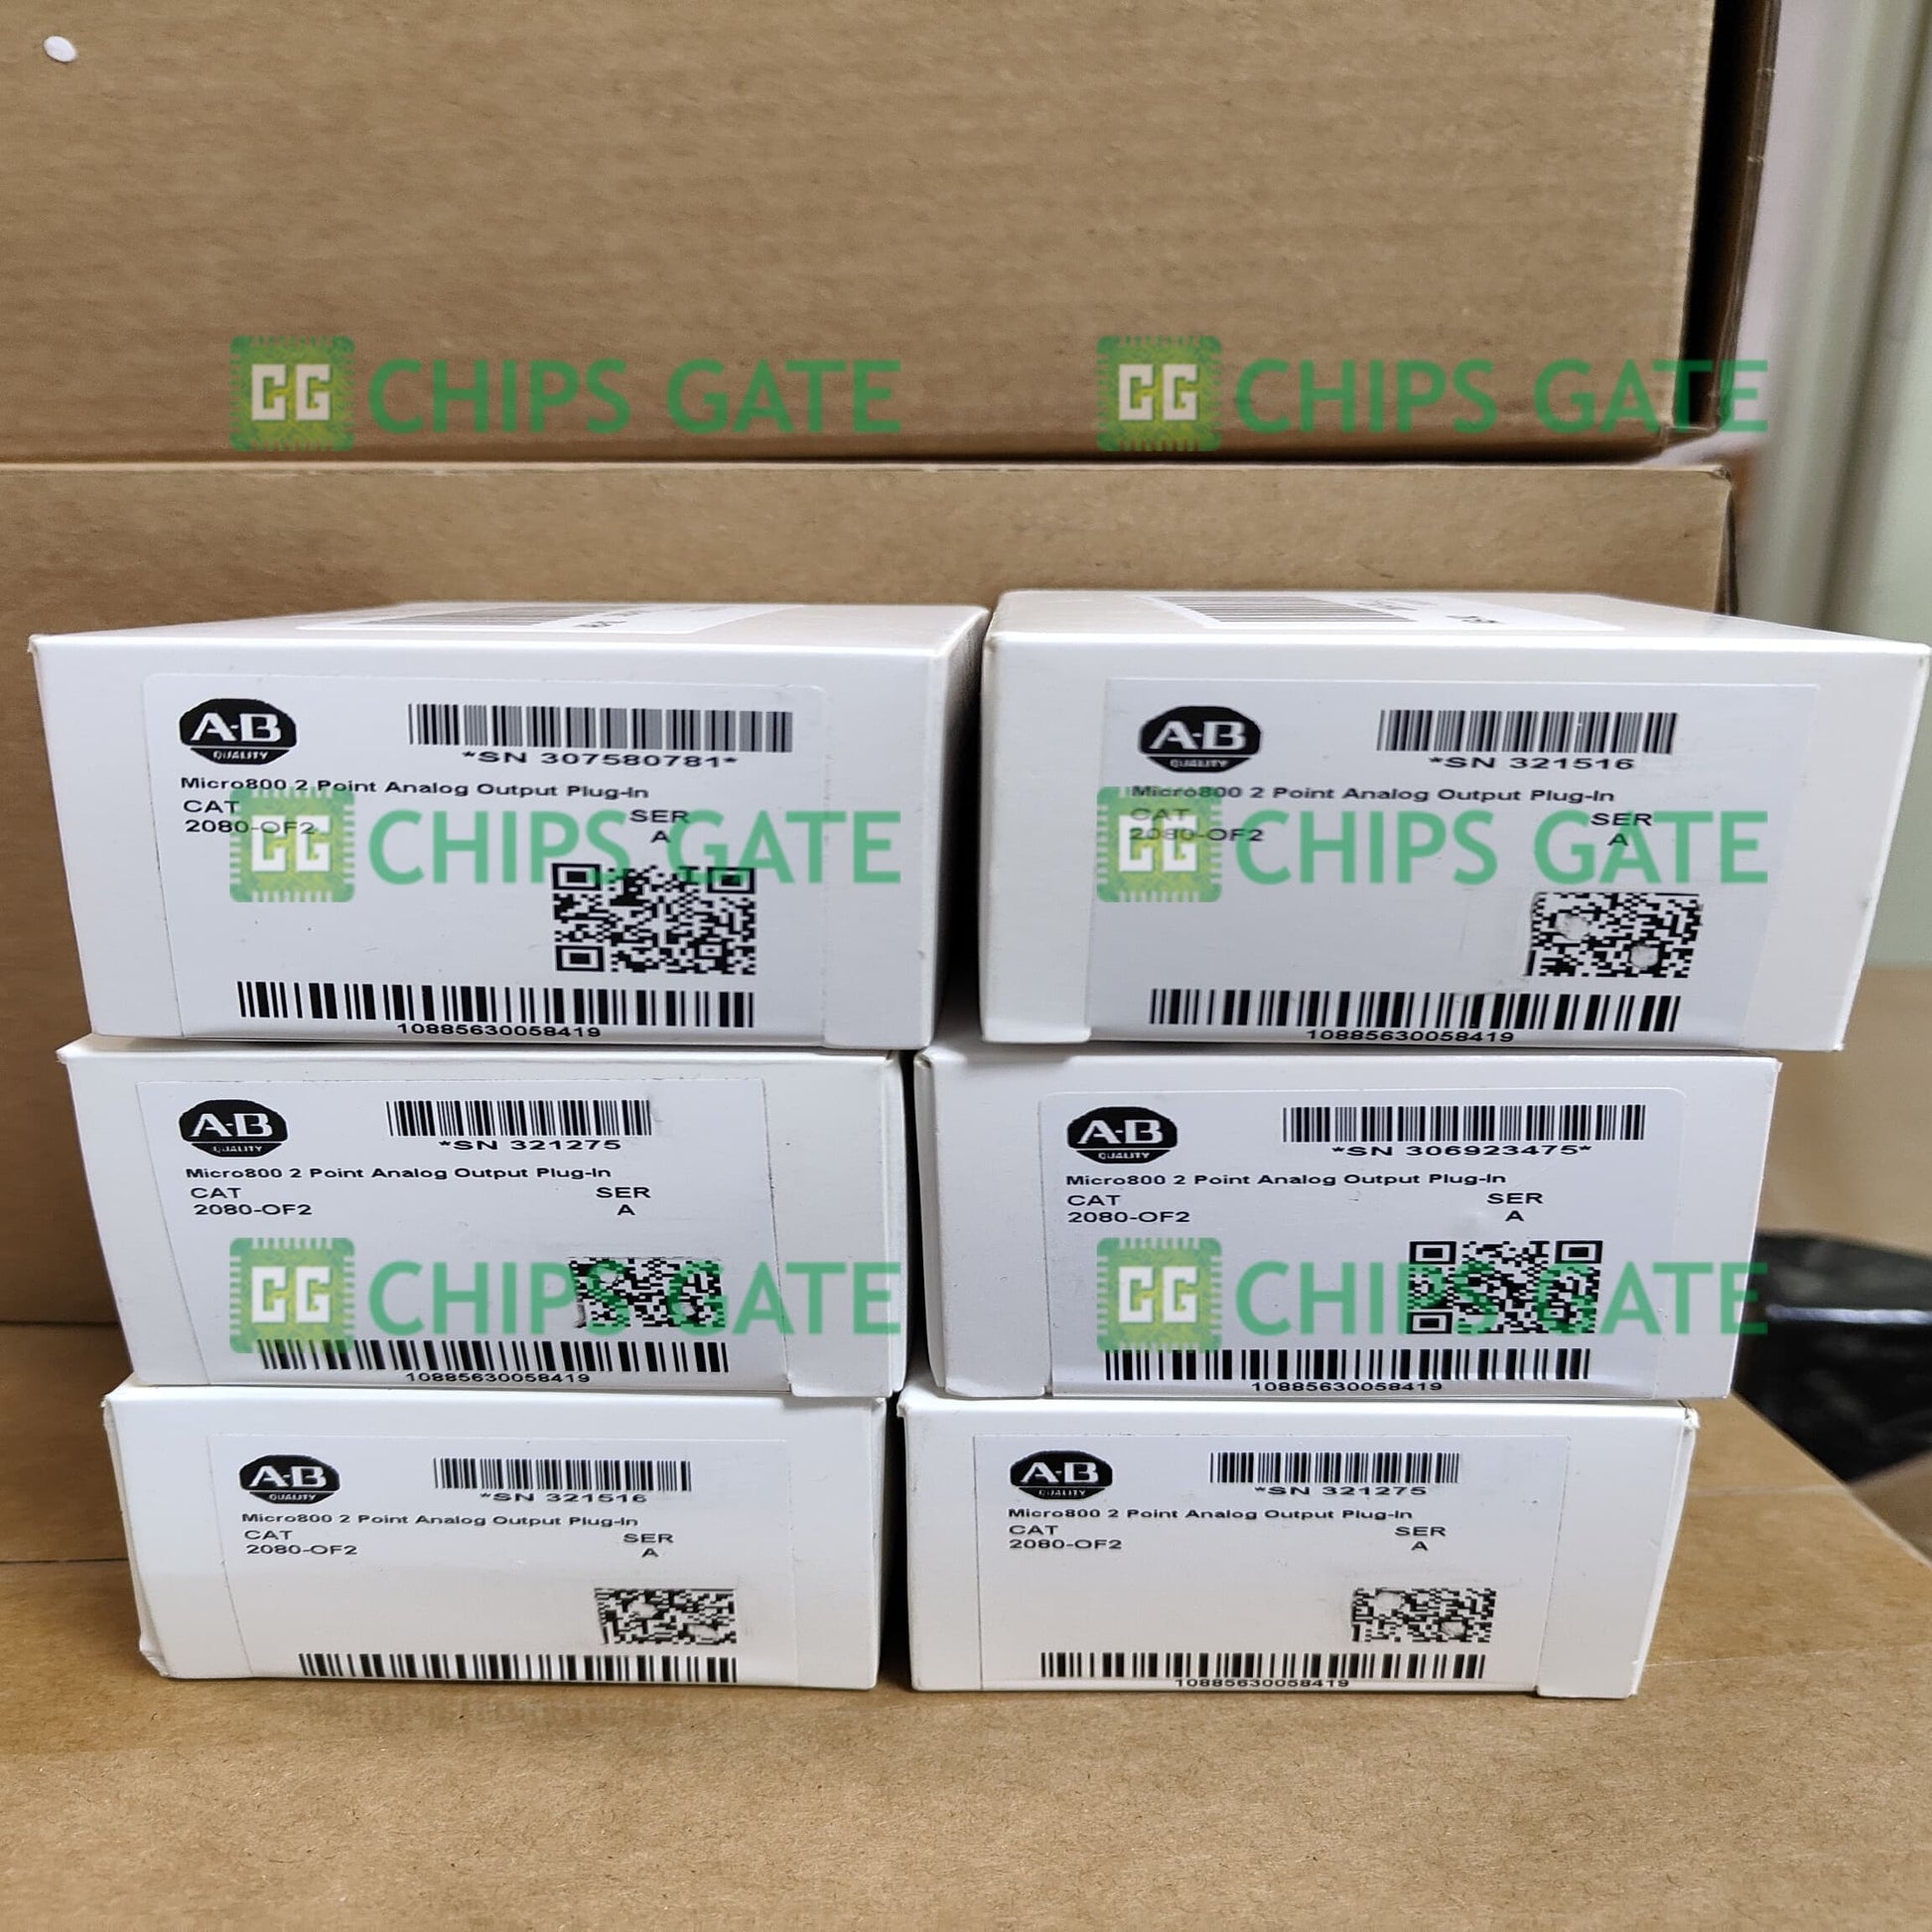 CG CHIPS GATE
CG CHIPS GATE
A-B
QUALITY
*SN 307580781*
Micro800 2 Point Analog Output Plug-In
CAT
SER
2080-OF2
A
CG CHIPS GATE
10885630058419
A-B
QUALITY
*SN 321516
Micro800 2 Point Analog Output Plug-In
CAT
SER
2080-OF2
A
CG CHIPS GATE
10885630058419
A-B
QUALITY
*SN 321275
Micro800 2 Point Analog Output Plug-In
CAT
SER
2080-OF2
A
CG CHIPS GATE
10885630058419
A-B
QUALITY
*SN 306923475*
Micro800 2 Point Analog Output Plug-In
CAT
SER
2080-OF2
A
CG CHIPS GATE
10885630058419
A-B
QUALITY
*SN 321516
Micro800 2 Point Analog Output Plug-In
CAT
SER
2080-OF2
A
A-B
QUALITY
*SN 321275
Micro800 2 Point Analog Output Plug-In
CAT
SER
2080-OF2
A
10885630058419